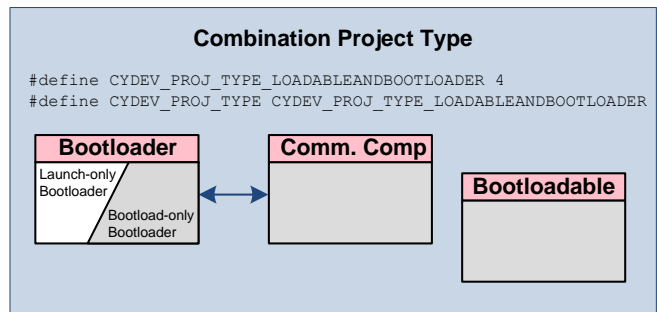 Combination Project Type
#define CYDEV_PROJ_TYPE_LOADABLEANDBOOTLOADER 4
#define CYDEV_PROJ_TYPE CYDEV_PROJ_TYPE_LOADABLEANDBOOTLOADER
Bootloader
Launch-only
Bootloader
Bootload-only
Bootloader
Comm. Comp
Bootloadable